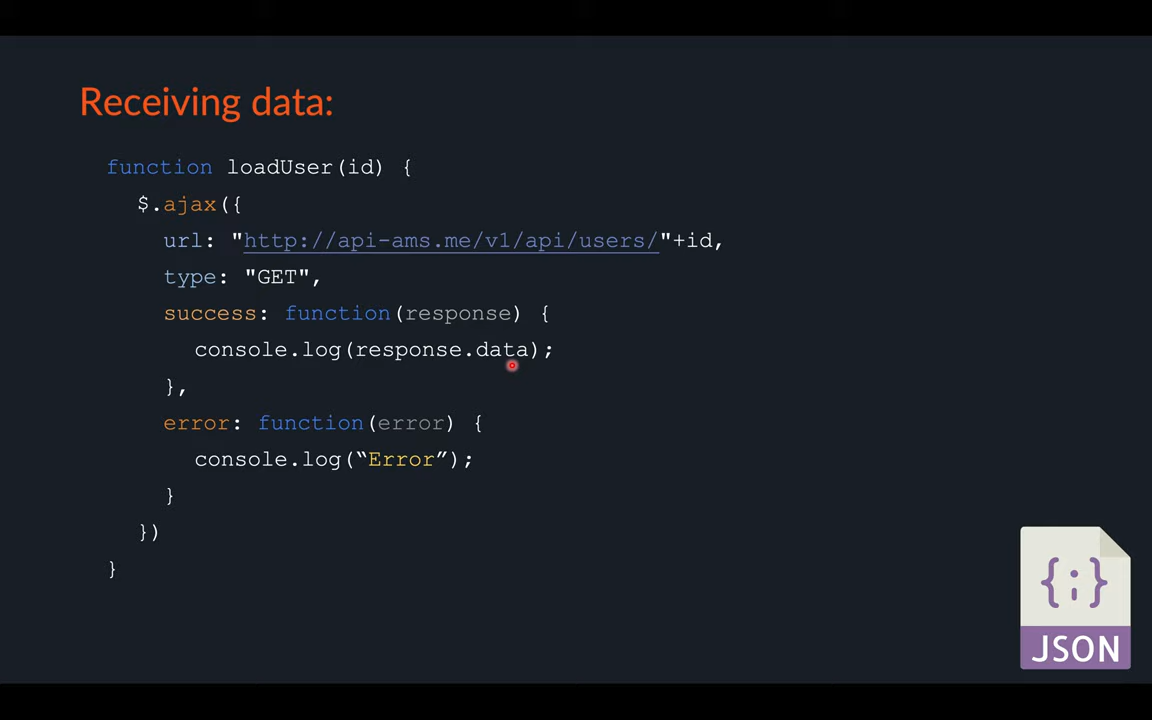 Receiving data:
function loadUser(id) {
$.ajax({
url: "http://api-ams.me/v1/api/users/"+id,
type: "GET",
success: function(response) {
console.log(response.data);
},
error: function(error) {
console.log(“Error”);
}
})
}
{;}
JSON